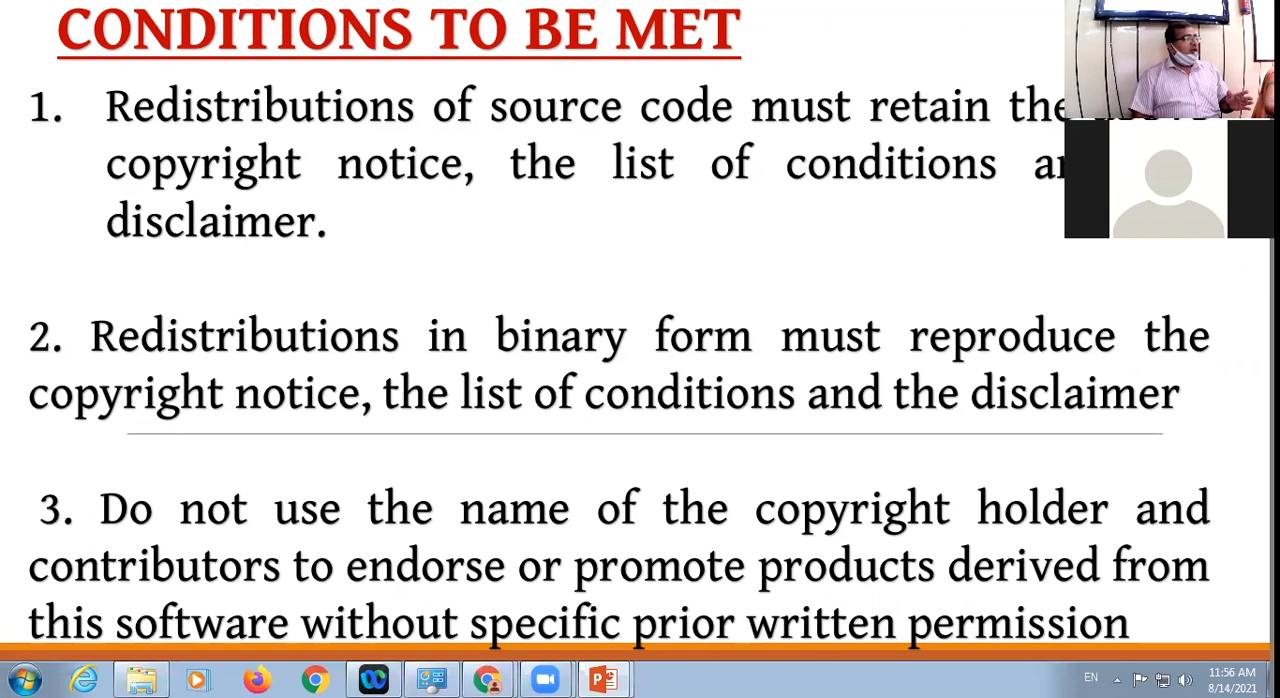 CONDITIONS TO BE MET
1. Redistributions of source code must retain the
copyright notice, the list of conditions
disclaimer.
2. Redistributions in binary form must reproduce the
copyright notice, the list of conditions and the disclaimer
3. Do not use the name of the copyright holder and
contributors to endorse or promote products derived from
this software without specific prior written permission
EN
11:56 AM
8/14/2021